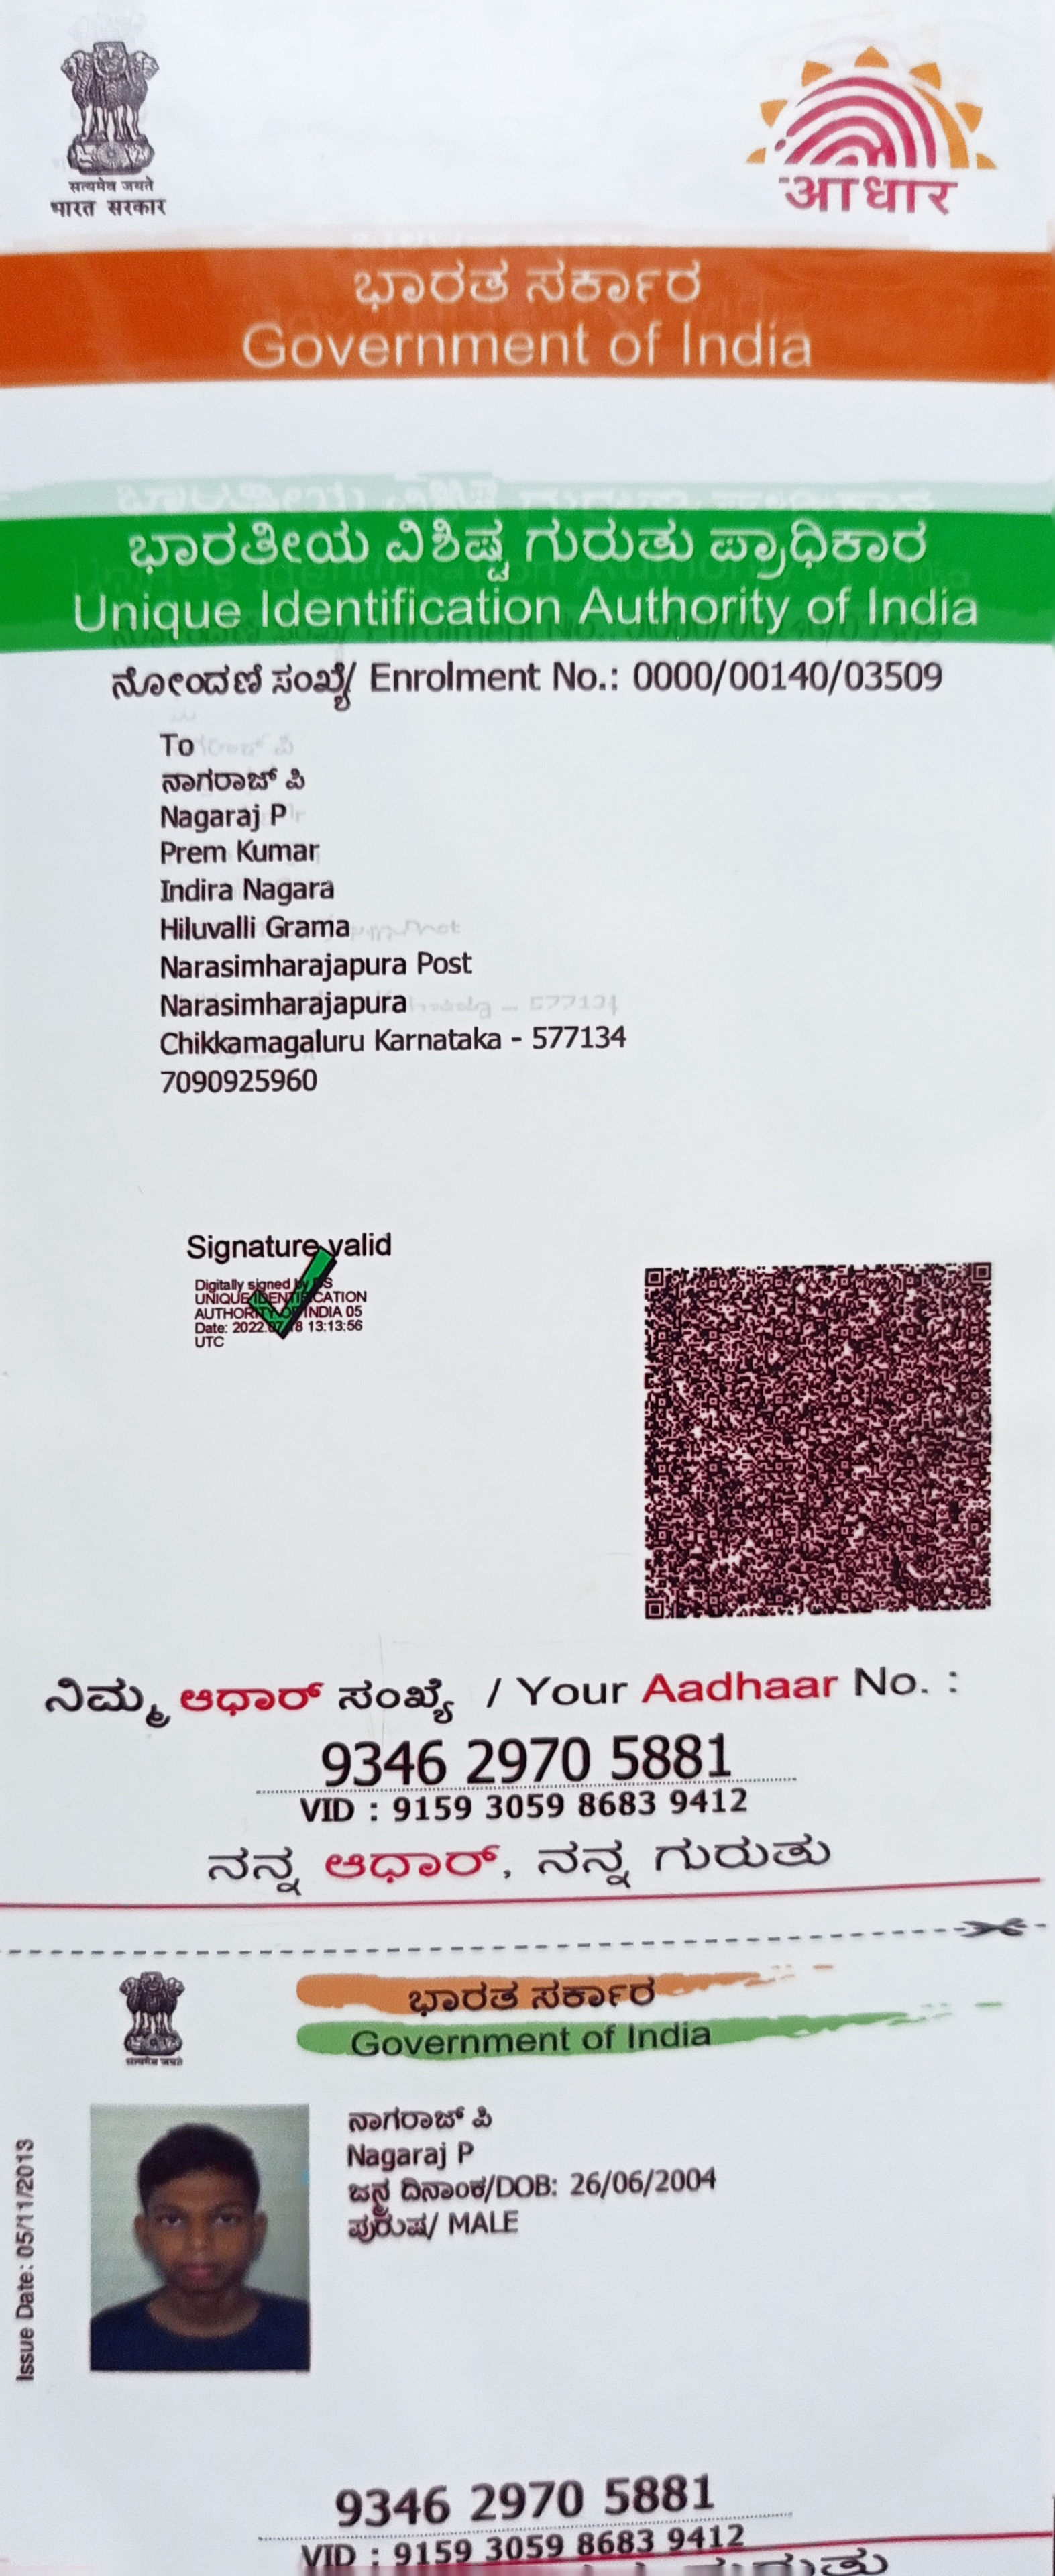 सत्यमेव जयते
भारत सरकार
आधार
ಭಾರತ ಸರ್ಕಾರ
Government of India
ಭಾರತೀಯ ವಿಶಿಷ್ಟ ಗುರುತು ಪ್ರಾಧಿಕಾರ
Unique Identification Authority of India
ನೋಂದಣಿ ಸಂಖ್ಯೆ/ Enrolment No.: 0000/00140/03509
To
ನಾಗರಾಜ್ ಪಿ
Nagaraj P
Prem Kumar
Indira Nagara
Hiluvalli Grama
Narasimharajapura Post
Narasimharajapura
Chikkamagaluru Karnataka - 577134
7090925960
Signature valid
Digitally signed by DS
UNIQUE IDENTIFICATION
AUTHORITY OF INDIA 05
Date: 13:13:56
UTC
ನಿಮ್ಮ ಆಧಾರ್ ಸಂಖ್ಯೆ / Your Aadhaar No. :
9346 2970 5881
VID : 9159 3059 8683 9412
ನನ್ನ ಆಧಾರ್, ನನ್ನ ಗುರುತು
सत्यमेव जयते
ಭಾರತ ಸರ್ಕಾರ
Government of India
Issue Date: 05/11/2013
ನಾಗರಾಜ್ ಪಿ
Nagaraj P
ಜನ್ಮ ದಿನಾಂಕ/DOB: 26/06/2004
ಪುರುಷ/ MALE
9346 2970 5881
VID : 9159 3059 8683 9412
ಗುರುತು